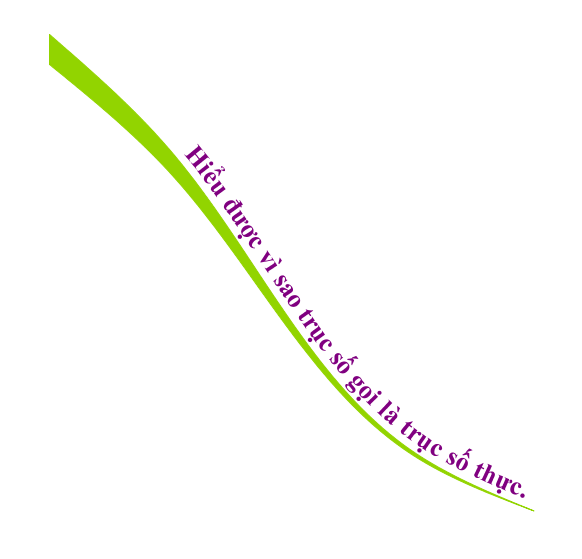 Hiểu được vì sao trục số gọi là trục số thực.